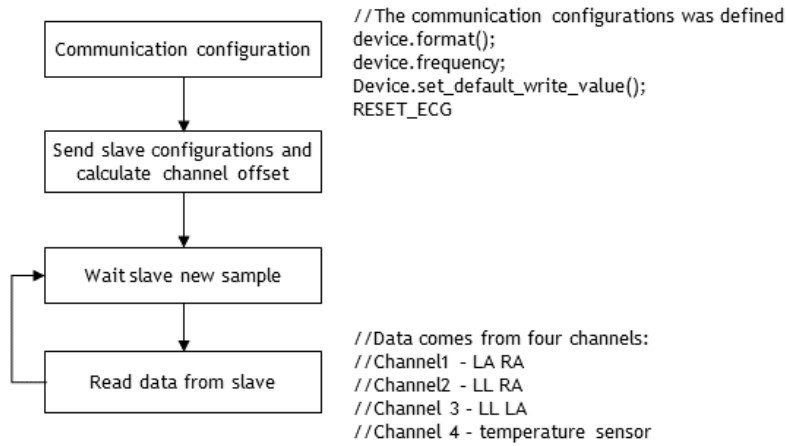 //The communication configurations was defined
device.format();
device.frequency;
Device.set_default_write_value();
RESET_ECG
Communication configuration
Send slave configurations and
calculate channel offset
Wait slave new sample
Read data from slave
//Data comes from four channels:
//Channel1 - LA RA
//Channel2 - LL RA
//Channel 3 - LL LA
//Channel 4 - temperature sensor